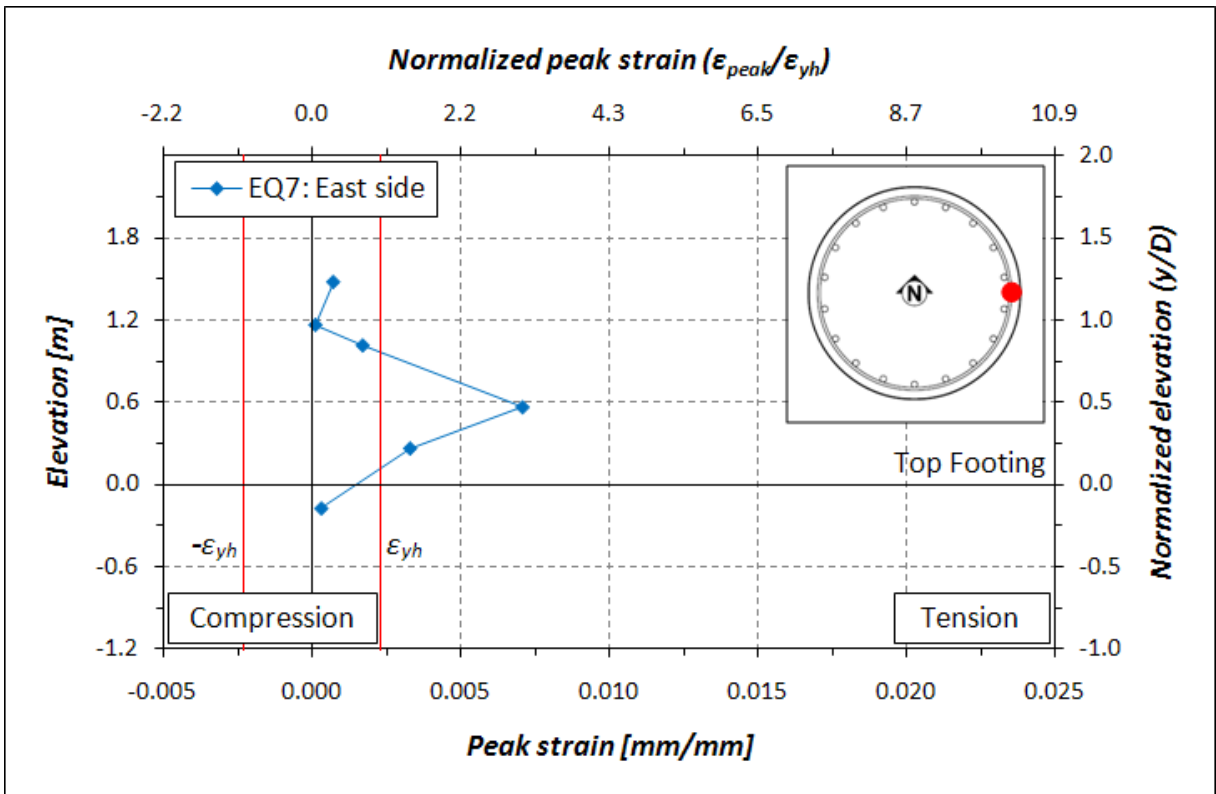 Normalized peak strain (εpeak/εyh)
-2.2 0.0 2.2 4.3 6.5 8.7 10.9
EQ7: East side
2.0
1.8 1.5
1.2 1.0
0.6 0.5
0.0 0.0
-0.6 -0.5
-1.2 -1.0
Elevation [m]
Normalized elevation (y/D)
N
Top Footing
-εyh εyh
Compression Tension
-0.005 0.000 0.005 0.010 0.015 0.020 0.025
Peak strain [mm/mm]